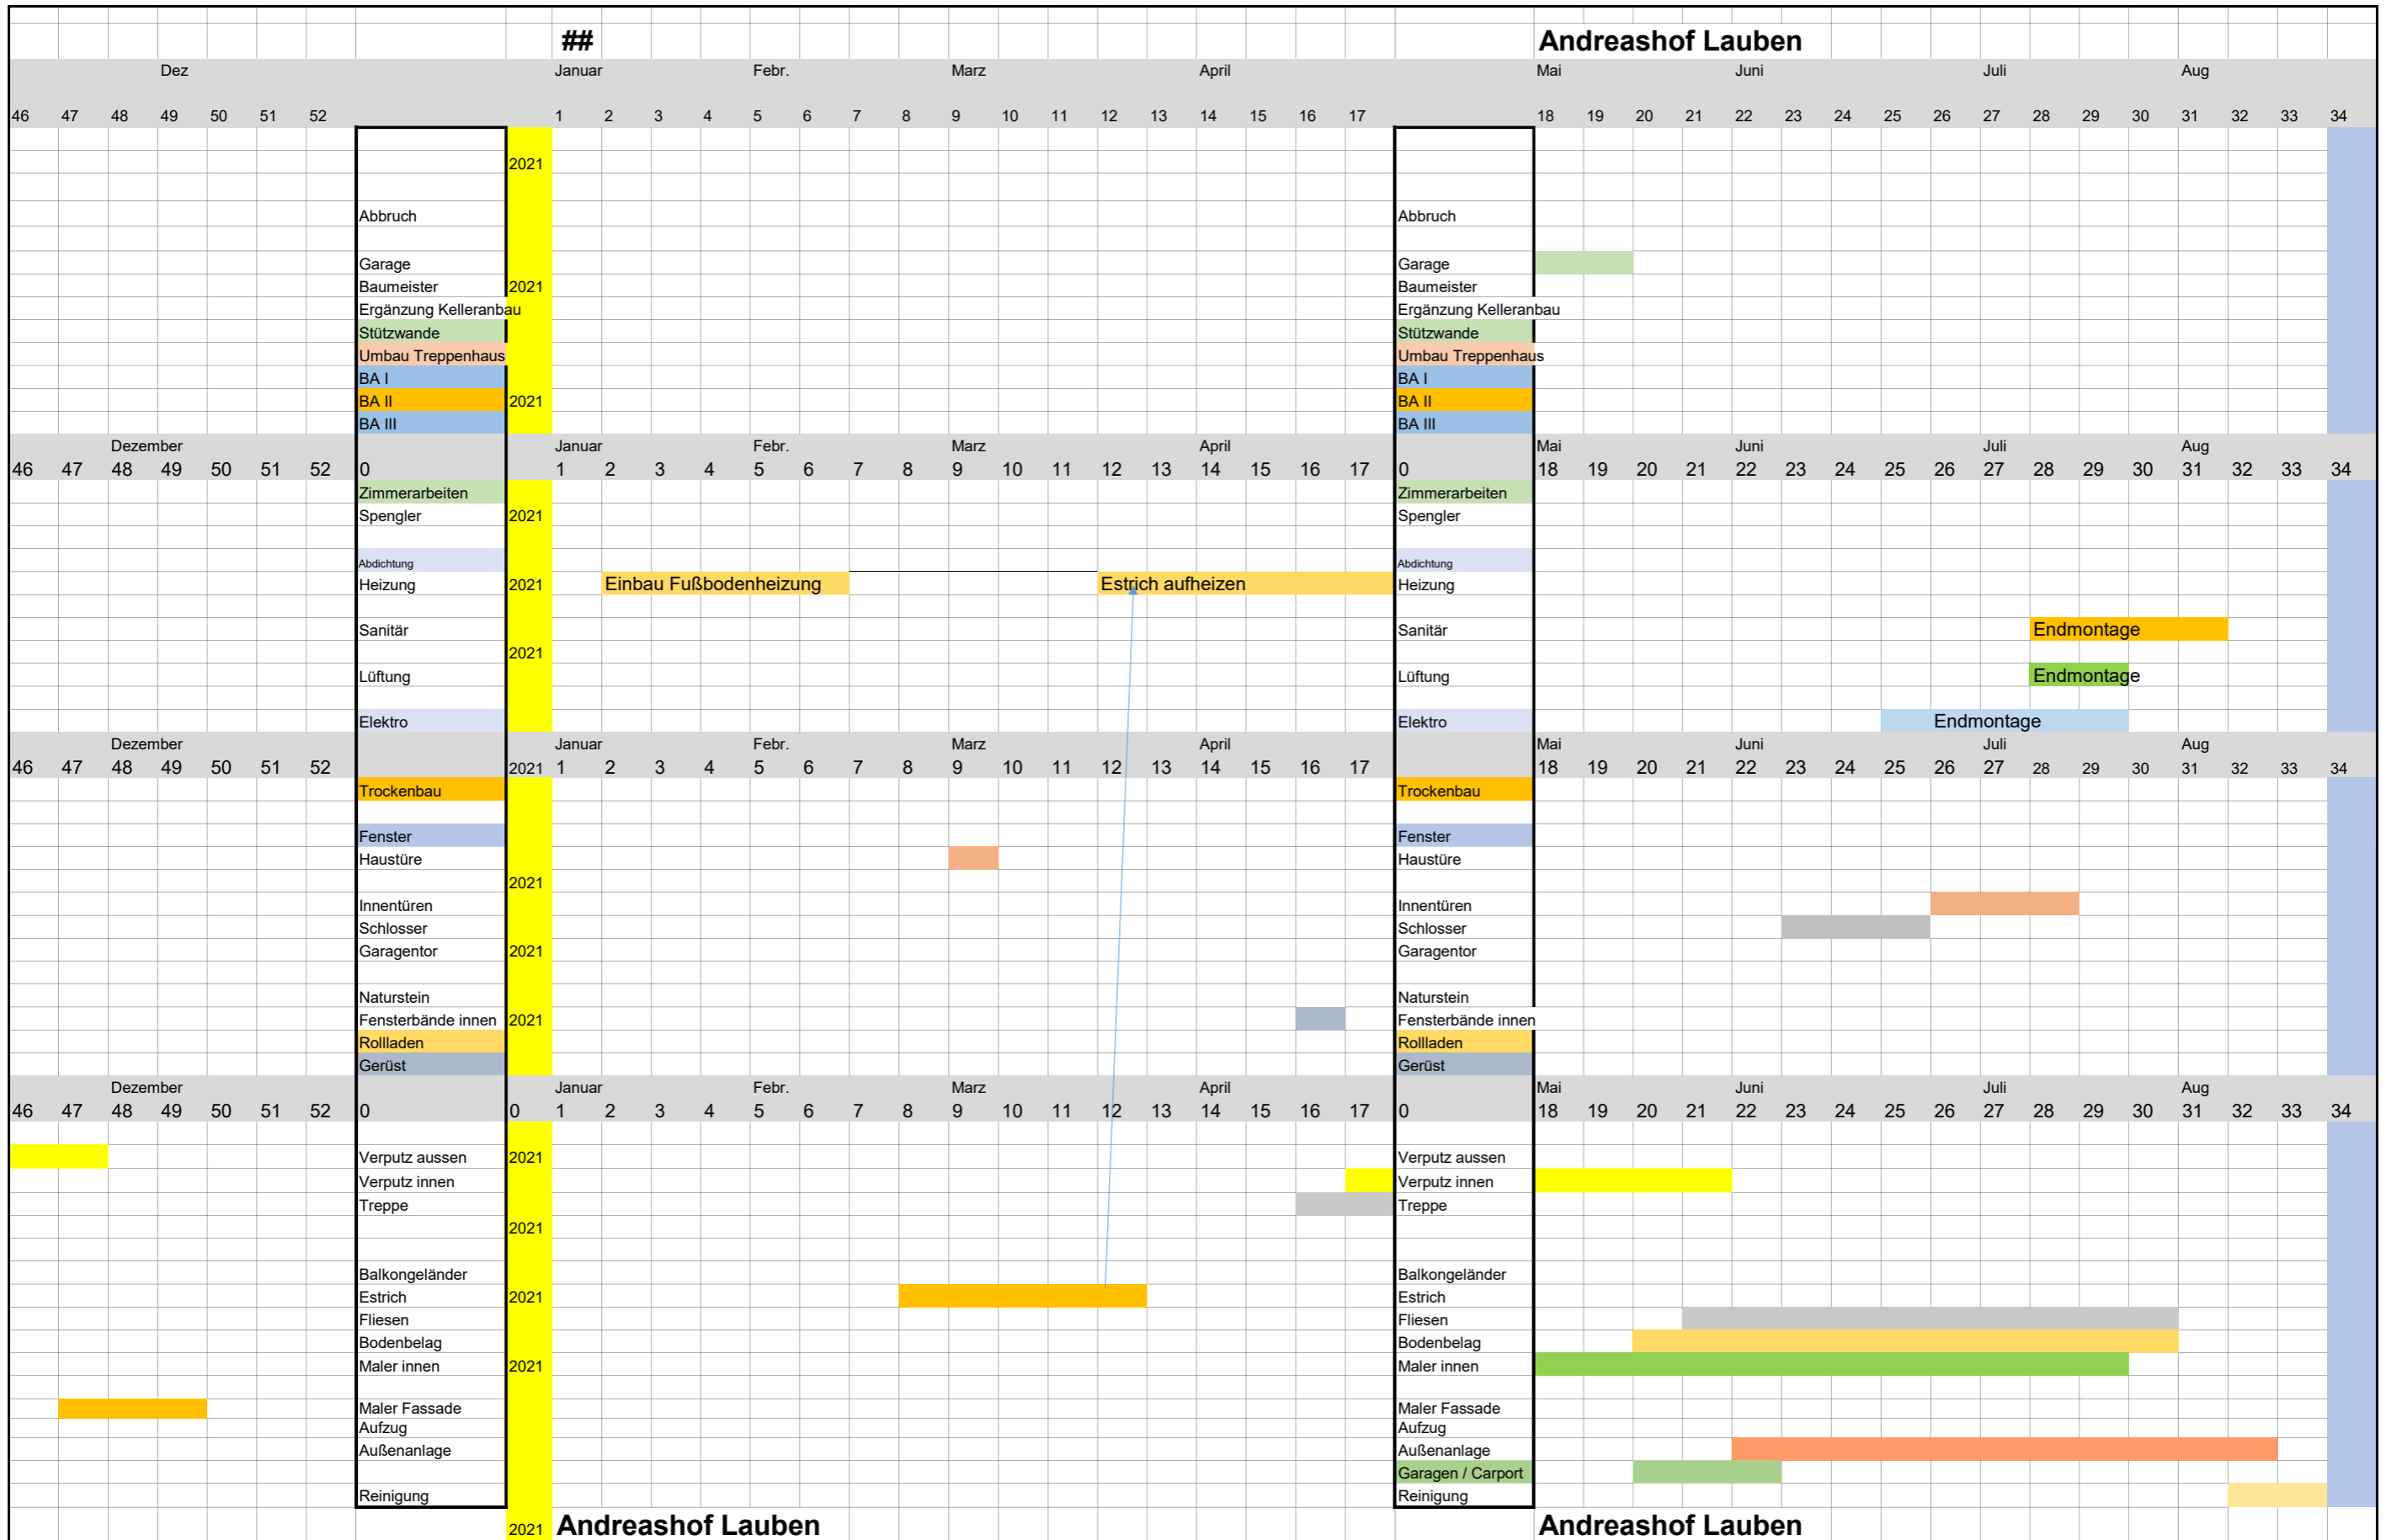 ## Andreashof Lauben
Dez Januar Febr. Marz April Mai Juni Juli Aug
46 47 48 49 50 51 52 1 2 3 4 5 6 7 8 9 10 11 12 13 14 15 16 17 18 19 20 21 22 23 24 25 26 27 28 29 30 31 32 33 34
2021
Abbruch Abbruch
Garage Garage
Baumeister 2021 Baumeister
Ergänzung Kelleranbau Ergänzung Kelleranbau
Stützwande Stützwande
Umbau Treppenhaus Umbau Treppenhaus
BA I BA I
BA II 2021 BA II
BA III BA III
Dezember Januar Febr. Marz April Mai Juni Juli Aug
46 47 48 49 50 51 52 0 1 2 3 4 5 6 7 8 9 10 11 12 13 14 15 16 17 0 18 19 20 21 22 23 24 25 26 27 28 29 30 31 32 33 34
Zimmerarbeiten Zimmerarbeiten
Spengler 2021 Spengler
Abdichtung Abdichtung
Heizung 2021 Einbau Fußbodenheizung Estrich aufheizen Heizung
Sanitär Sanitär Endmontage
2021
Lüftung Lüftung Endmontage
Elektro Elektro Endmontage
Dezember Januar Febr. Marz April Mai Juni Juli Aug
46 47 48 49 50 51 52 2021 1 2 3 4 5 6 7 8 9 10 11 12 13 14 15 16 17 18 19 20 21 22 23 24 25 26 27 28 29 30 31 32 33 34
Trockenbau Trockenbau
Fenster Fenster
Haustüre Haustüre
2021
Innentüren Innentüren
Schlosser Schlosser
Garagentor 2021 Garagentor
Naturstein Naturstein
Fensterbände innen 2021 Fensterbände innen
Rollladen Rollladen
Gerüst Gerüst
Dezember Januar Febr. Marz April Mai Juni Juli Aug
46 47 48 49 50 51 52 0 0 1 2 3 4 5 6 7 8 9 10 11 12 13 14 15 16 17 0 18 19 20 21 22 23 24 25 26 27 28 29 30 31 32 33 34
Verputz aussen 2021 Verputz aussen
Verputz innen Verputz innen
Treppe Treppe
2021
Balkongeländer Balkongeländer
Estrich 2021 Estrich
Fliesen Fliesen
Bodenbelag Bodenbelag
Maler innen 2021 Maler innen
Maler Fassade Maler Fassade
Aufzug Aufzug
Außenanlage Außenanlage
Garagen / Carport
Reinigung Reinigung
2021 Andreashof Lauben Andreashof Lauben